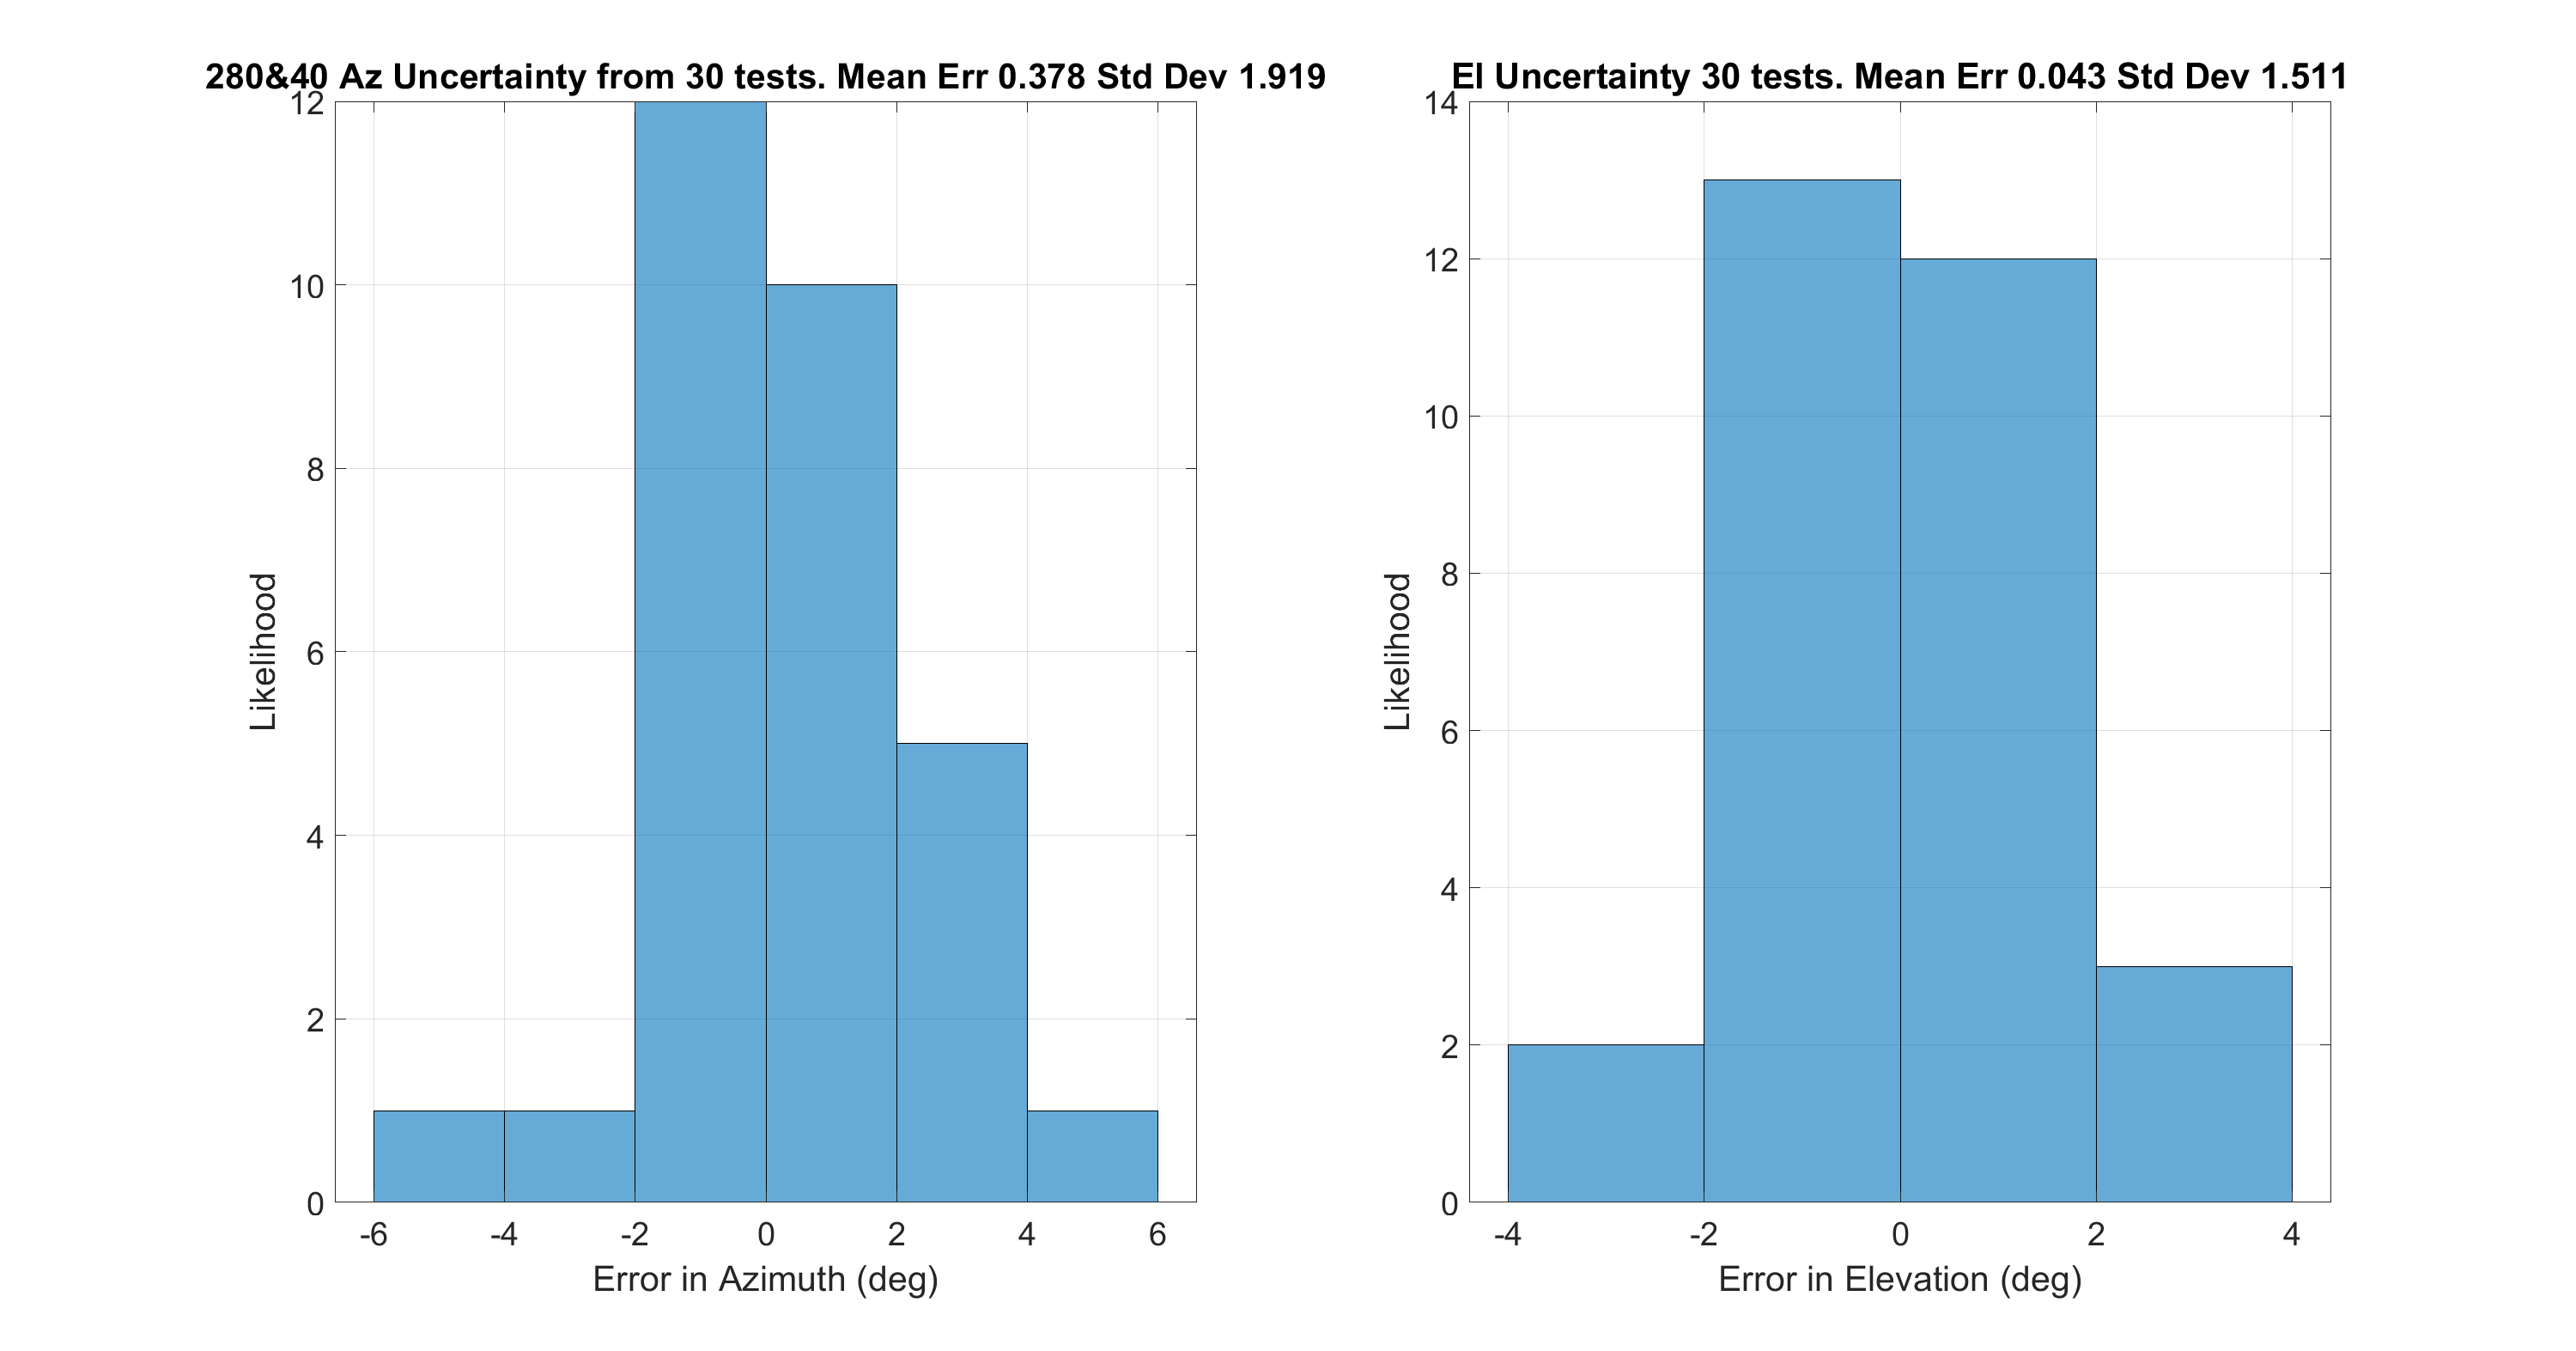 280&40 Az Uncertainty from 30 tests. Mean Err 0.378 Std Dev 1.919
12
10
8
6
4
2
0
Likelihood
-6 -4 -2 0 2 4 6
Error in Azimuth (deg)
El Uncertainty 30 tests. Mean Err 0.043 Std Dev 1.511
14
12
10
8
6
4
2
0
Likelihood
-4 -2 0 2 4
Error in Elevation (deg)